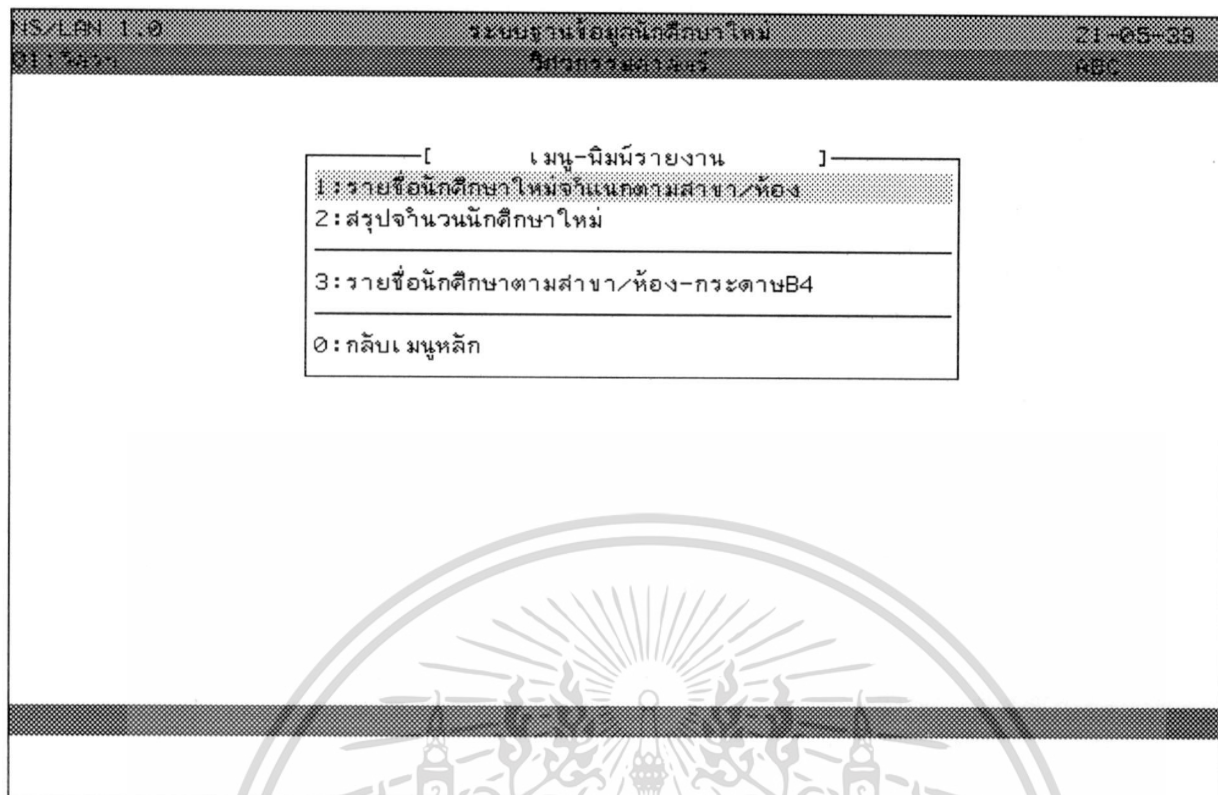 NS/LAN 1.0 ระบบฐานข้อมูลนักศึกษาใหม่ 21-05-39
01:วิศวฯ วิศวกรรมศาสตร์ ABC
[ เมนู-พิมพ์รายงาน ]
1:รายชื่อนักศึกษาใหม่จำแนกตามสาขา/ห้อง
2:สรุปจำนวนนักศึกษาใหม่
3:รายชื่อนักศึกษาตามสาขา/ห้อง-กระดาษB4
0:กลับเมนูหลัก